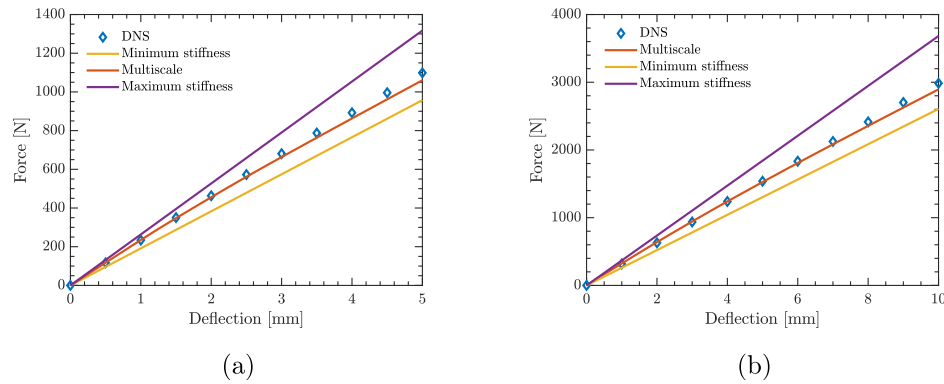 1400
1200
1000
800
600
400
200
0
Force [N]
DNS
Minimum stiffness
Multiscale
Maximum stiffness
0 1 2 3 4 5
Deflection [mm]
(a)
4000
3000
2000
1000
0
Force [N]
DNS
Multiscale
Minimum stiffness
Maximum stiffness
0 2 4 6 8 10
Deflection [mm]
(b)